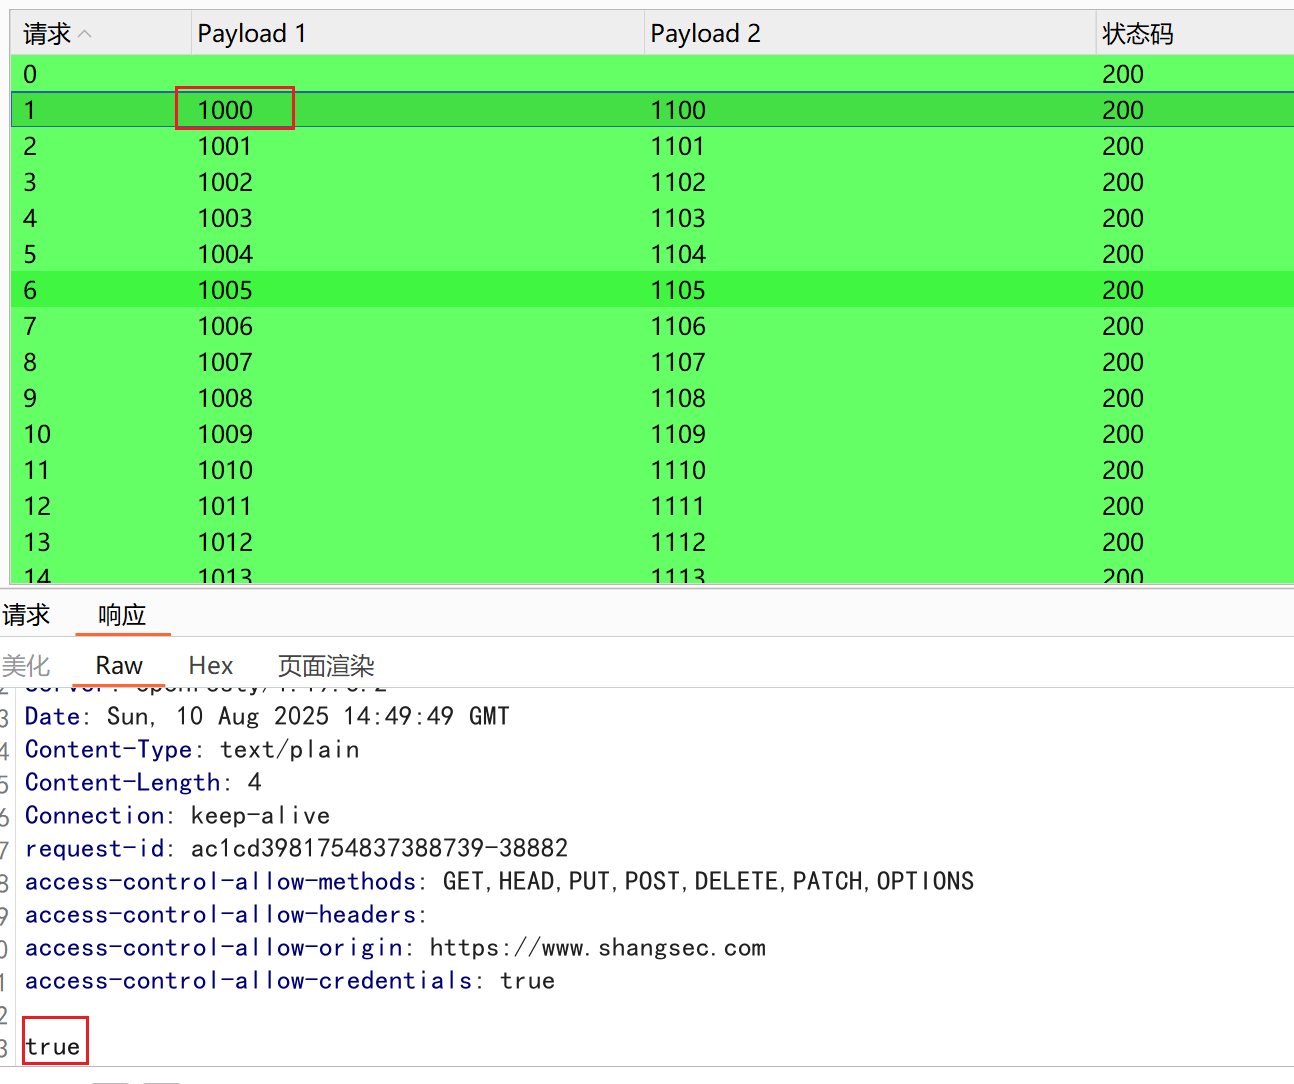 请求 Payload 1 Payload 2 状态码
0 200
1 1000 1100 200
2 1001 1101 200
3 1002 1102 200
4 1003 1103 200
5 1004 1104 200
6 1005 1105 200
7 1006 1106 200
8 1007 1107 200
9 1008 1108 200
10 1009 1109 200
11 1010 1110 200
12 1011 1111 200
13 1012 1112 200
14 1013 1113 200
请求 响应
美化 Raw Hex 页面渲染
3 Date: Sun, 10 Aug 2025 14:49:49 GMT
4 Content-Type: text/plain
5 Content-Length: 4
6 Connection: keep-alive
7 request-id: ac1cd3981754837388739-38882
8 access-control-allow-methods: GET,HEAD,PUT,POST,DELETE,PATCH,OPTIONS
9 access-control-allow-headers:
0 access-control-allow-origin: https://www.shangsec.com
1 access-control-allow-credentials: true
2
3 true